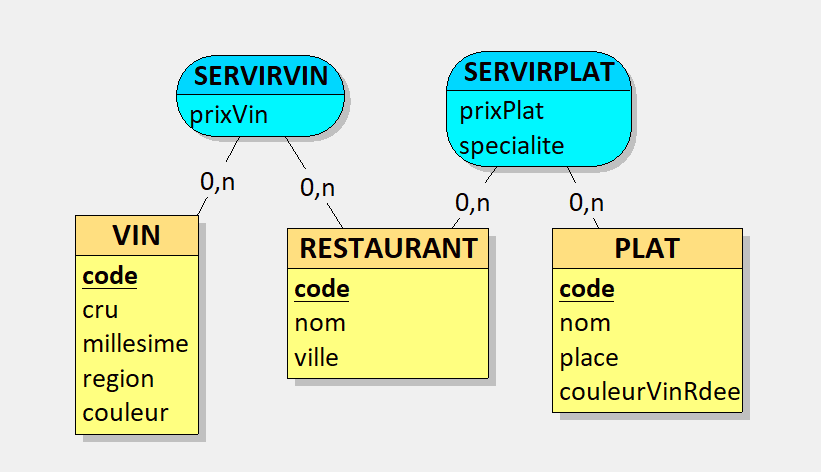 SERVIRVIN
prixVin
SERVIRPLAT
prixPlat
specialite
0,n
0,n
0,n
0,n
VIN
code
cru
millesime
region
couleur
RESTAURANT
code
nom
ville
PLAT
code
nom
place
couleurVinRdee